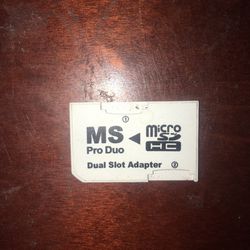 ①
MS ◄ micro SD HC
Pro Duo
Dual Slot Adapter ②